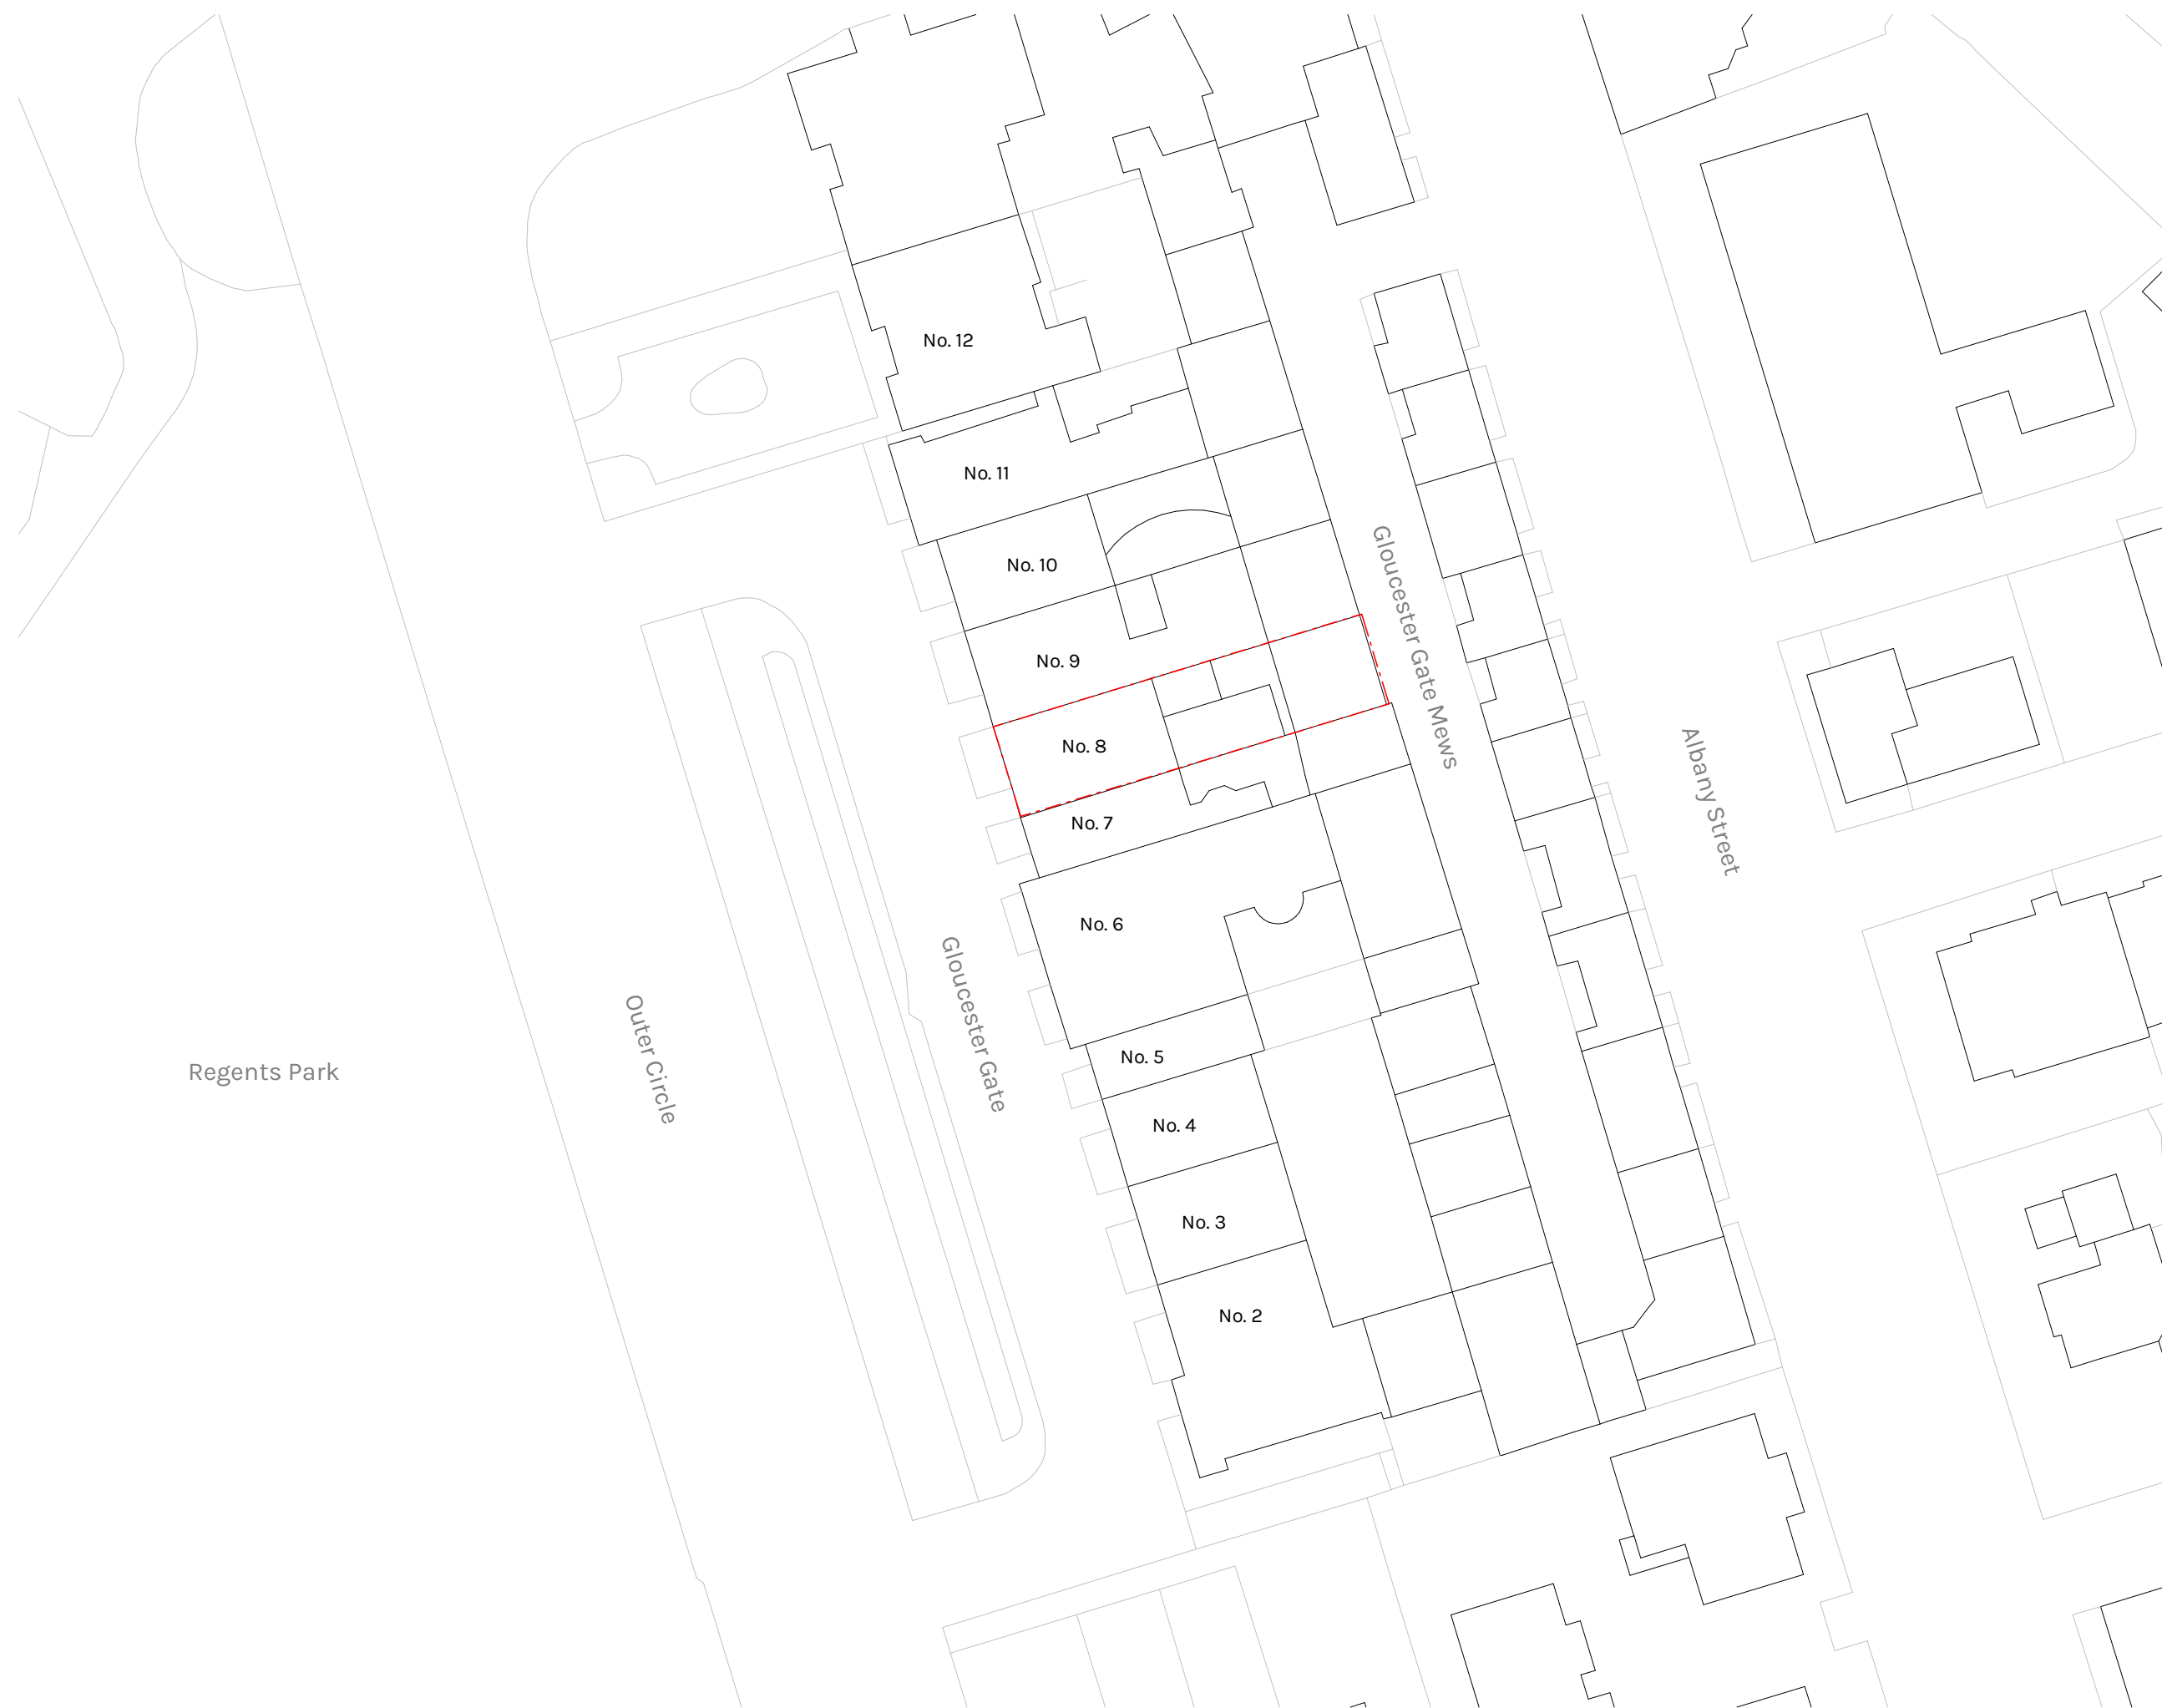 No. 12
No. 11
No. 10
No. 9
No. 8
No. 7
No. 6
No. 5
No. 4
No. 3
No. 2
Gloucester Gate Mews
Albany Street
Gloucester Gate
Outer Circle
Regents Park